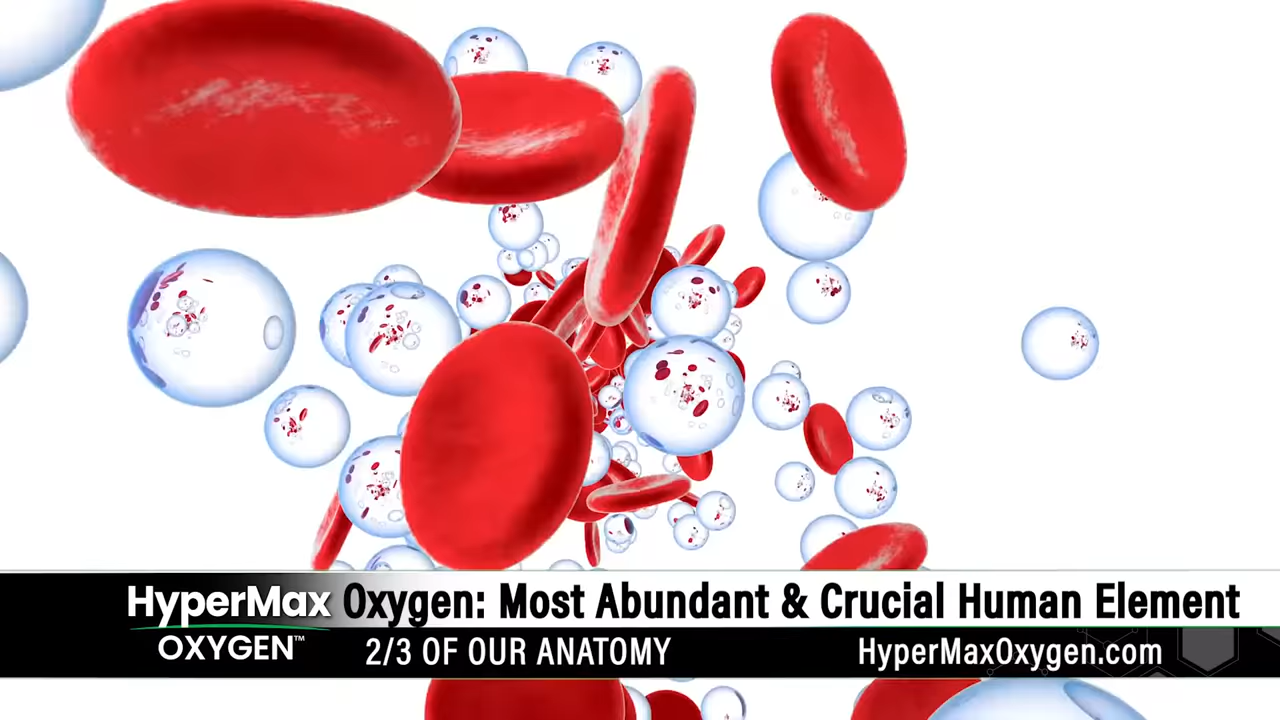 HyperMax
OXYGEN™
Oxygen: Most Abundant & Crucial Human Element
2/3 OF OUR ANATOMY
HyperMaxOxygen.com